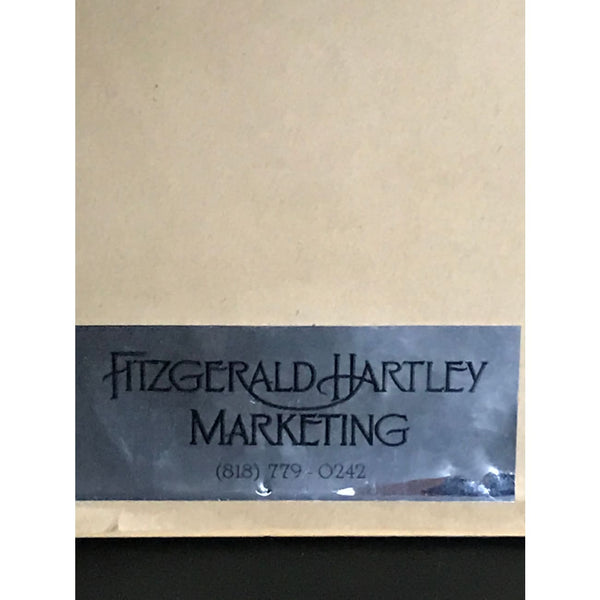 FITZGERALD HARTLEY
MARKETING
(818) 779-0242